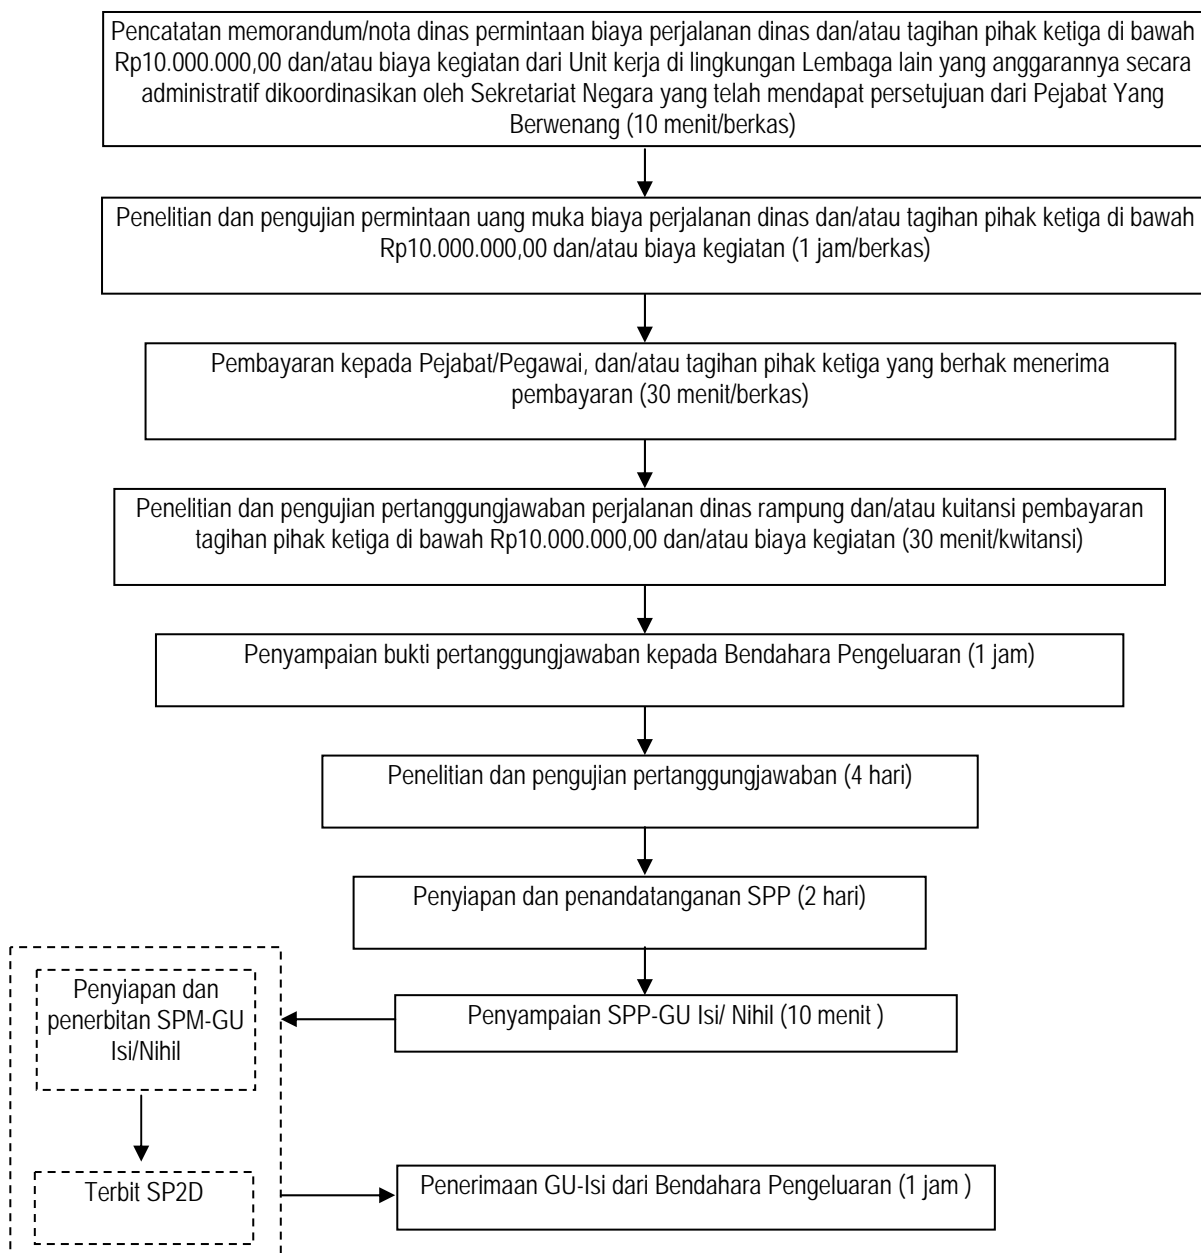 Pencatatan memorandum/nota dinas permintaan biaya perjalanan dinas dan/atau tagihan pihak ketiga di bawah
Rp10.000.000,00 dan/atau biaya kegiatan dari Unit kerja di lingkungan Lembaga lain yang anggarannya secara
administratif dikoordinasikan oleh Sekretariat Negara yang telah mendapat persetujuan dari Pejabat Yang
Berwenang (10 menit/berkas)
Penelitian dan pengujian permintaan uang muka biaya perjalanan dinas dan/atau tagihan pihak ketiga di bawah
Rp10.000.000,00 dan/atau biaya kegiatan (1 jam/berkas)
Pembayaran kepada Pejabat/Pegawai, dan/atau tagihan pihak ketiga yang berhak menerima
pembayaran (30 menit/berkas)
Penelitian dan pengujian pertanggungjawaban perjalanan dinas rampung dan/atau kuitansi pembayaran
tagihan pihak ketiga di bawah Rp10.000.000,00 dan/atau biaya kegiatan (30 menit/kwitansi)
Penyampaian bukti pertanggungjawaban kepada Bendahara Pengeluaran (1 jam)
Penelitian dan pengujian pertanggungjawaban (4 hari)
Penyiapan dan penandatanganan SPP (2 hari)
Penyampaian SPP-GU Isi/ Nihil (10 menit )
Penyiapan dan
penerbitan SPM-GU
Isi/Nihil
Terbit SP2D
Penerimaan GU-Isi dari Bendahara Pengeluaran (1 jam )